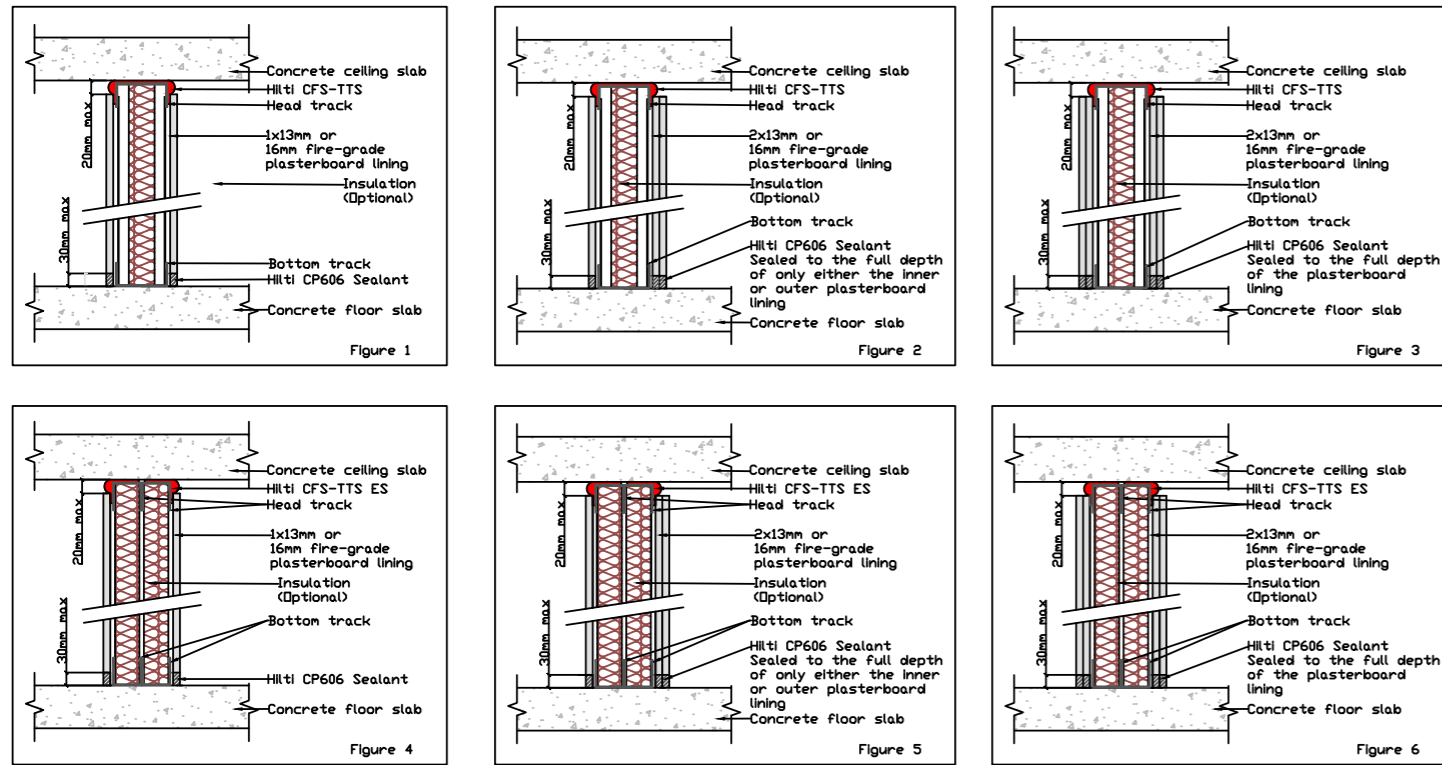 Concrete ceiling slab
Hilti CFS-TTS
Head track
20mm max
1x13mm or
16mm fire-grade
plasterboard lining
Insulation
(Optional)
30mm max
Bottom track
Hilti CP606 Sealant
Concrete floor slab
Figure 1
Concrete ceiling slab
Hilti CFS-TTS
Head track
20mm max
2x13mm or
16mm fire-grade
plasterboard lining
Insulation
(Optional)
Bottom track
30mm max
Hilti CP606 Sealant
Sealed to the full depth
of only either the inner
or outer plasterboard
lining
Concrete floor slab
Figure 2
Concrete ceiling slab
Hilti CFS-TTS
Head track
20mm max
2x13mm or
16mm fire-grade
plasterboard lining
Insulation
(Optional)
Bottom track
30mm max
Hilti CP606 Sealant
Sealed to the full depth
of the plasterboard
lining
Concrete floor slab
Figure 3
Concrete ceiling slab
Hilti CFS-TTS ES
Head track
20mm max
1x13mm or
16mm fire-grade
plasterboard lining
Insulation
(Optional)
Bottom track
30mm max
Hilti CP606 Sealant
Concrete floor slab
Figure 4
Concrete ceiling slab
Hilti CFS-TTS ES
Head track
20mm max
2x13mm or
16mm fire-grade
plasterboard lining
Insulation
(Optional)
Bottom track
30mm max
Hilti CP606 Sealant
Sealed to the full depth
of only either the inner
or outer plasterboard
lining
Concrete floor slab
Figure 5
Concrete ceiling slab
Hilti CFS-TTS ES
Head track
20mm max
2x13mm or
16mm fire-grade
plasterboard lining
Insulation
(Optional)
Bottom track
30mm max
Hilti CP606 Sealant
Sealed to the full depth
of the plasterboard
lining
Concrete floor slab
Figure 6